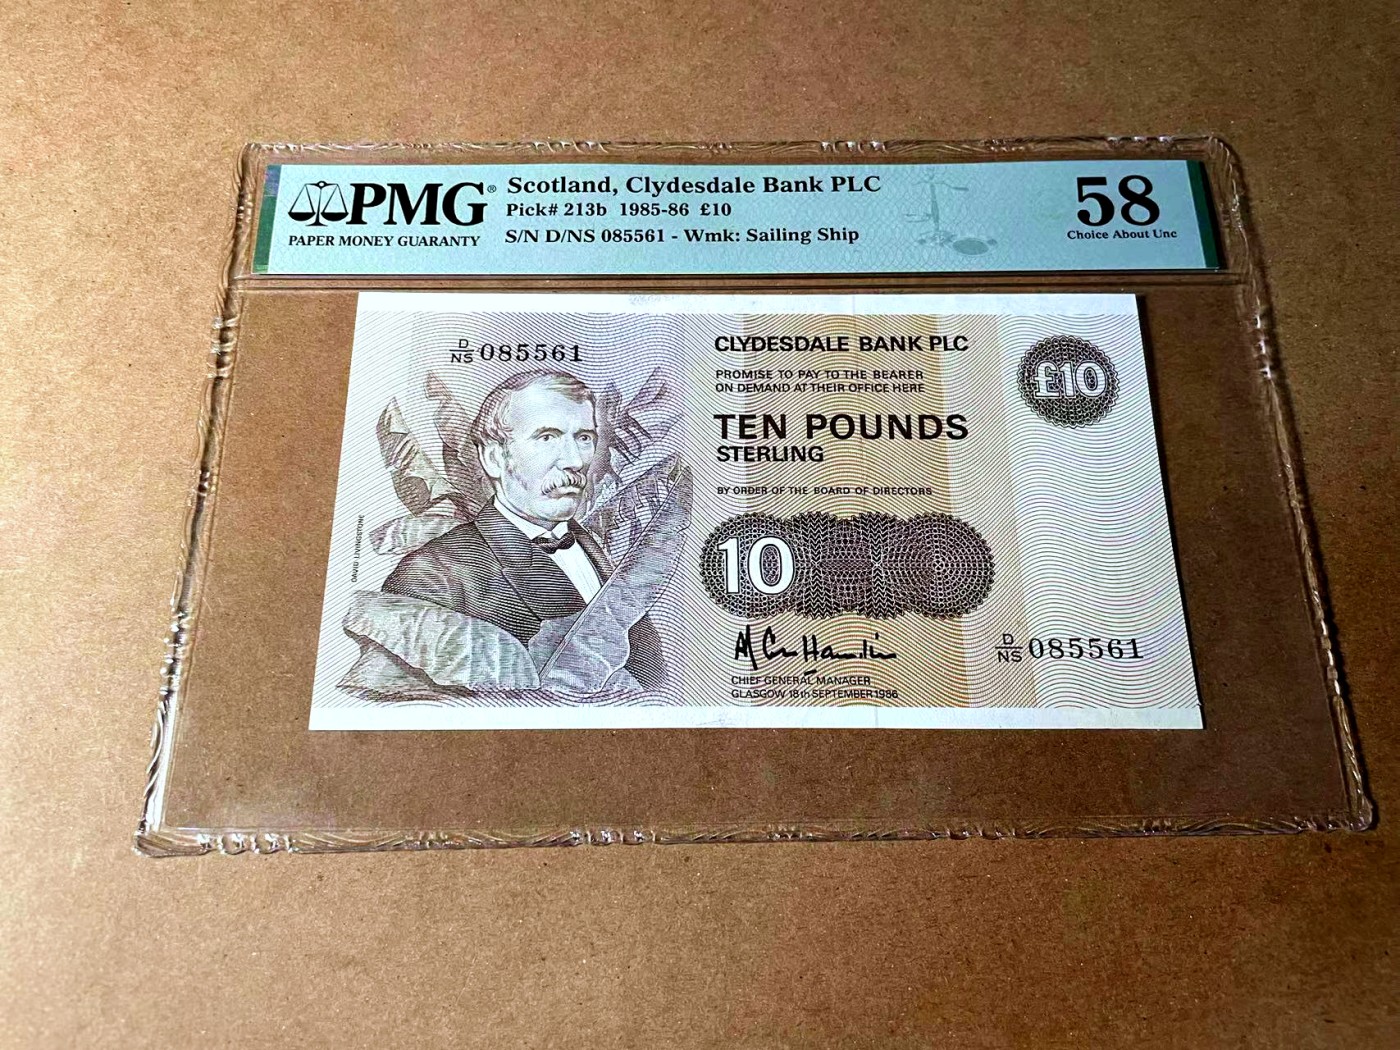 PMG®
PAPER MONEY GUARANTY
Scotland, Clydesdale Bank PLC
Pick# 213b 1985-86 £10
S/N D/NS 085561 - Wmk: Sailing Ship
58
Choice About Unc
D/NS 085561
CLYDESDALE BANK PLC
PROMISE TO PAY TO THE BEARER
ON DEMAND AT THEIR OFFICE HERE
TEN POUNDS
STERLING
BY ORDER OF THE BOARD OF DIRECTORS
£10
DAVID LIVINGSTONE
10
CHIEF GENERAL MANAGER
GLASGOW 18th SEPTEMBER 1986
D/NS 085561